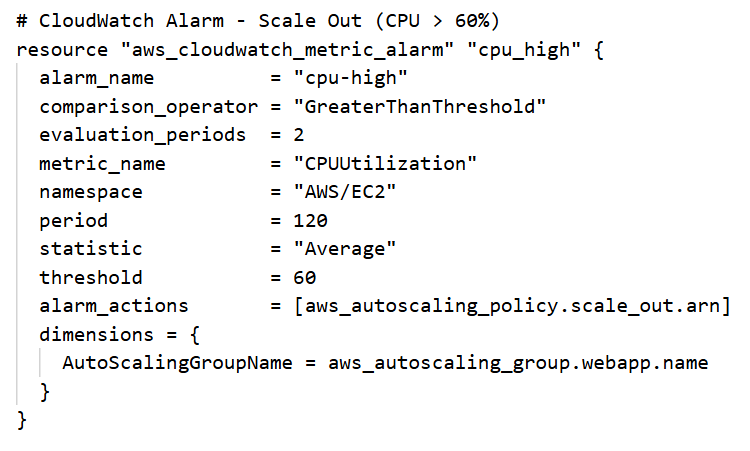 # CloudWatch Alarm - Scale Out (CPU > 60%)
resource "aws_cloudwatch_metric_alarm" "cpu_high" {
  alarm_name          = "cpu-high"
  comparison_operator = "GreaterThanThreshold"
  evaluation_periods  = 2
  metric_name         = "CPUUtilization"
  namespace           = "AWS/EC2"
  period              = 120
  statistic           = "Average"
  threshold           = 60
  alarm_actions       = [aws_autoscaling_policy.scale_out.arn]
  dimensions = {
    AutoScalingGroupName = aws_autoscaling_group.webapp.name
  }
}